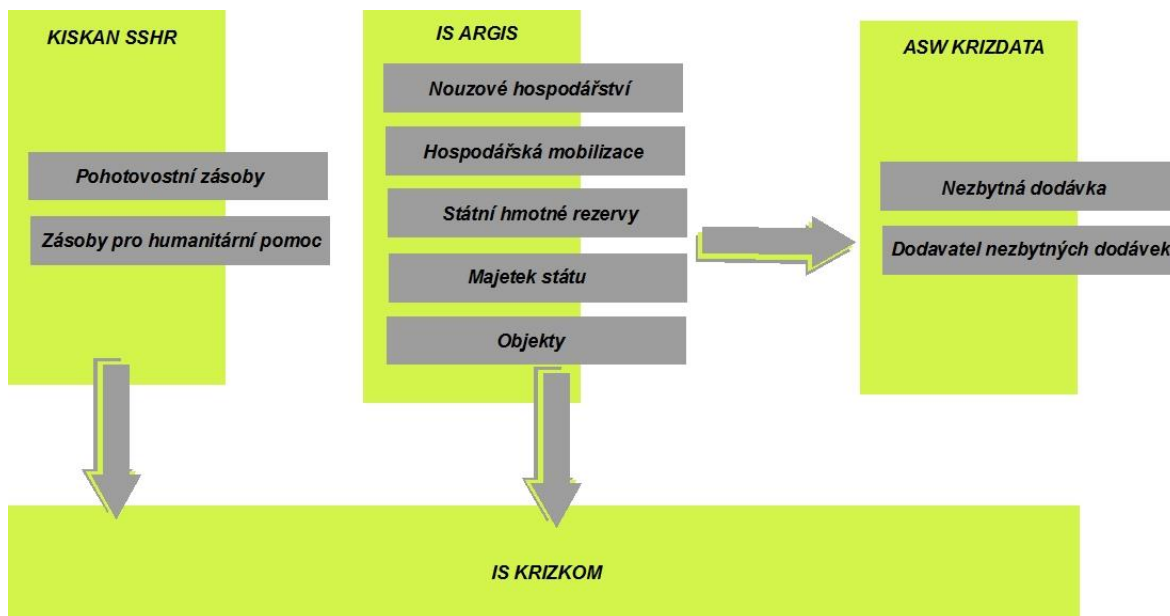 KISKAN SSHR
Pohotovostní zásoby
Zásoby pro humanitární pomoc
IS ARGIS
Nouzové hospodářství
Hospodářská mobilizace
Státní hmotné rezervy
Majetek státu
Objekty
ASW KRIZDATA
Nezbytná dodávka
Dodavatel nezbytných dodávek
IS KRIZKOM